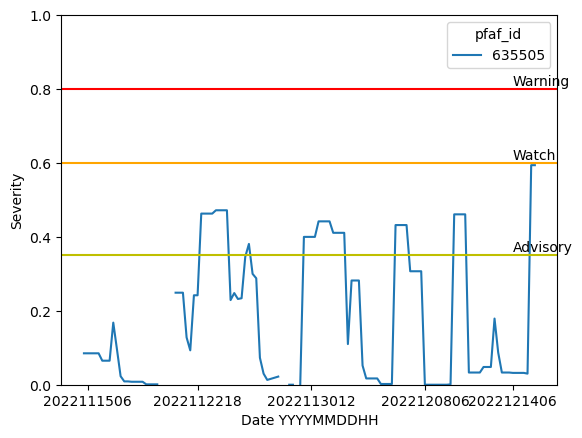 1.0
pfaf_id
635505
0.8
Warning
0.6
Watch
0.4
Advisory
0.2
0.0
Severity
2022111506 2022112218 2022113012 2022120806 2022121406
Date YYYYMMDDHH